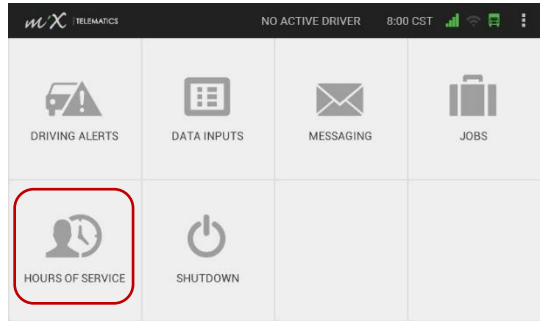 miX TELEMATICS NO ACTIVE DRIVER 8:00 CST
DRIVING ALERTS DATA INPUTS MESSAGING JOBS
HOURS OF SERVICE SHUTDOWN